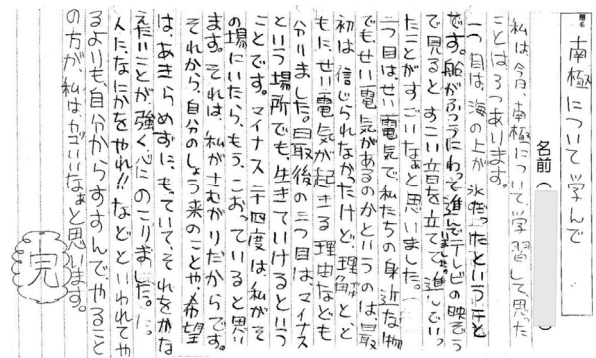 題名
南極について学んで
名前(
私は、今日、南極について、学習して思った
ことは3つあります。
一つ目は、海の上が氷だったということ
です。船がふつうにわって進んでテレビの映ぞう
で見ると、すごい音を立てて進んでいました。
たことがすごいなぁと思いました。
二つ目は、せい電気で、私たちの身近な物
でもせい電気があるのかというのは、最
初は信じられなかったけど、理解とと
もに、せい電気が起きる理由なども
分りました。最後の三つ目は、マイナス
という場所でも、生きていけるという
ことです。マイナス二十四度は、私がそ
の場にいたら、もう、こおっていると思い
ます。それは、私がさむがりだからです。
それから、自分のしょう来のことや、希望
は、あきらめずに、もっていて、それをかな
えたいことが、強く心にのこりました。
人になにかをやれ!!などといわれてや
るよりも、自分からすすんでやること
の方が、私は、カッコいいなぁと思います。
完